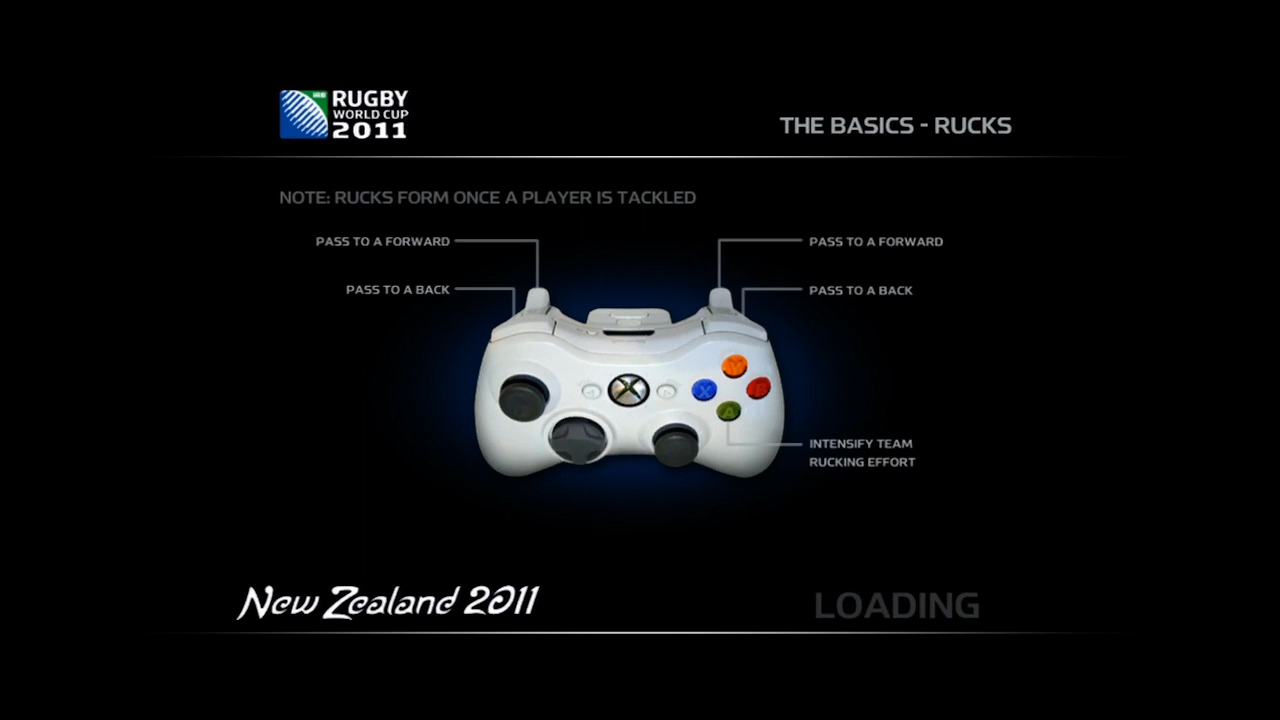 RUGBY
WORLD CUP
2011
THE BASICS - RUCKS
NOTE: RUCKS FORM ONCE A PLAYER IS TACKLED
PASS TO A FORWARD
PASS TO A FORWARD
PASS TO A BACK
PASS TO A BACK
Y
X
B
A
INTENSIFY TEAM
RUCKING EFFORT
New Zealand 2011
LOADING